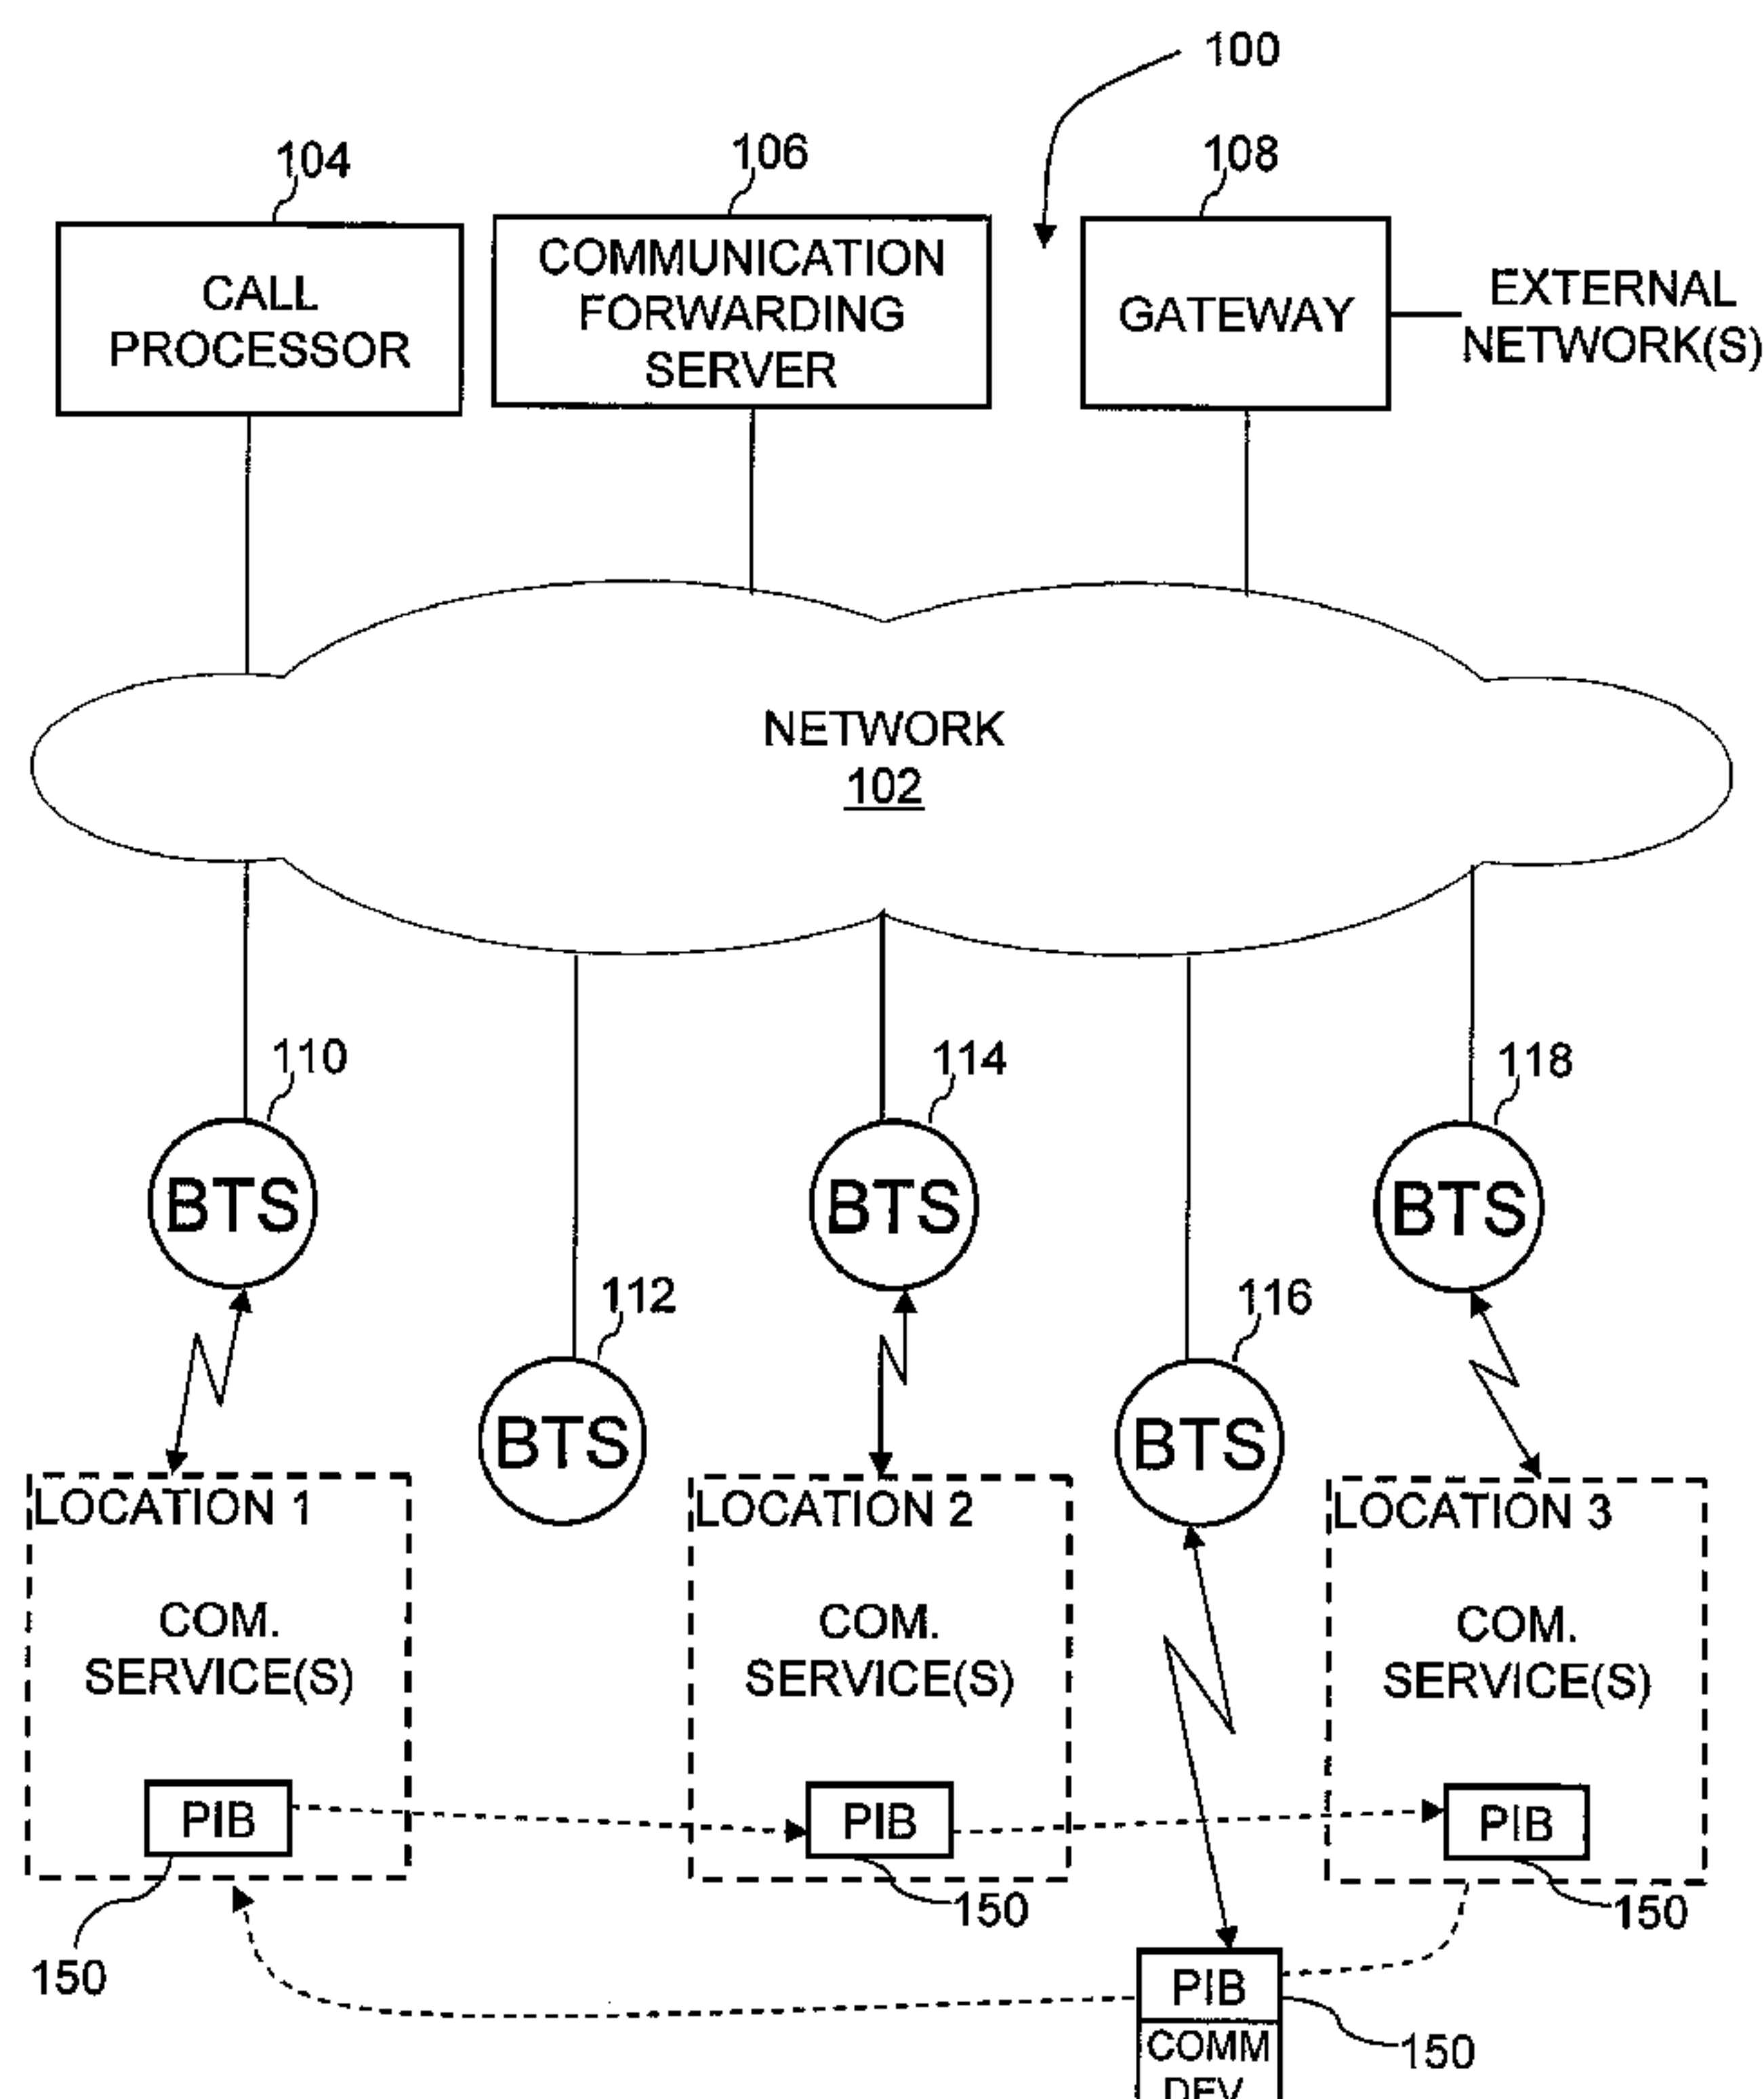 100
104
106
108
CALL
PROCESSOR
COMMUNICATION
FORWARDING
SERVER
GATEWAY
EXTERNAL
NETWORK(S)
NETWORK
102
110
114
118
BTS
BTS
BTS
112
116
BTS
BTS
LOCATION 1
LOCATION 2
LOCATION 3
COM.
SERVICE(S)
COM.
SERVICE(S)
COM.
SERVICE(S)
PIB
PIB
PIB
150
150
150
PIB
150
COMM
DEV